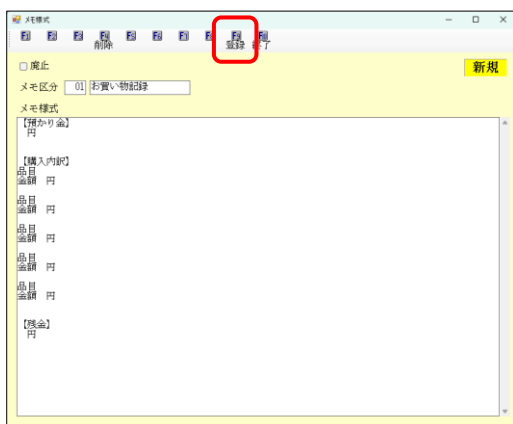 メモ様式
F1 F2 F3 F4 F5 F6 F7 F8 F9
削除 登録 終了
廃止
新規
メモ区分 01 お買い物記録
メモ様式
【預かり金】
円
【購入内訳】
品目
金額 円
品目
金額 円
品目
金額 円
品目
金額 円
品目
金額 円
【残金】
円